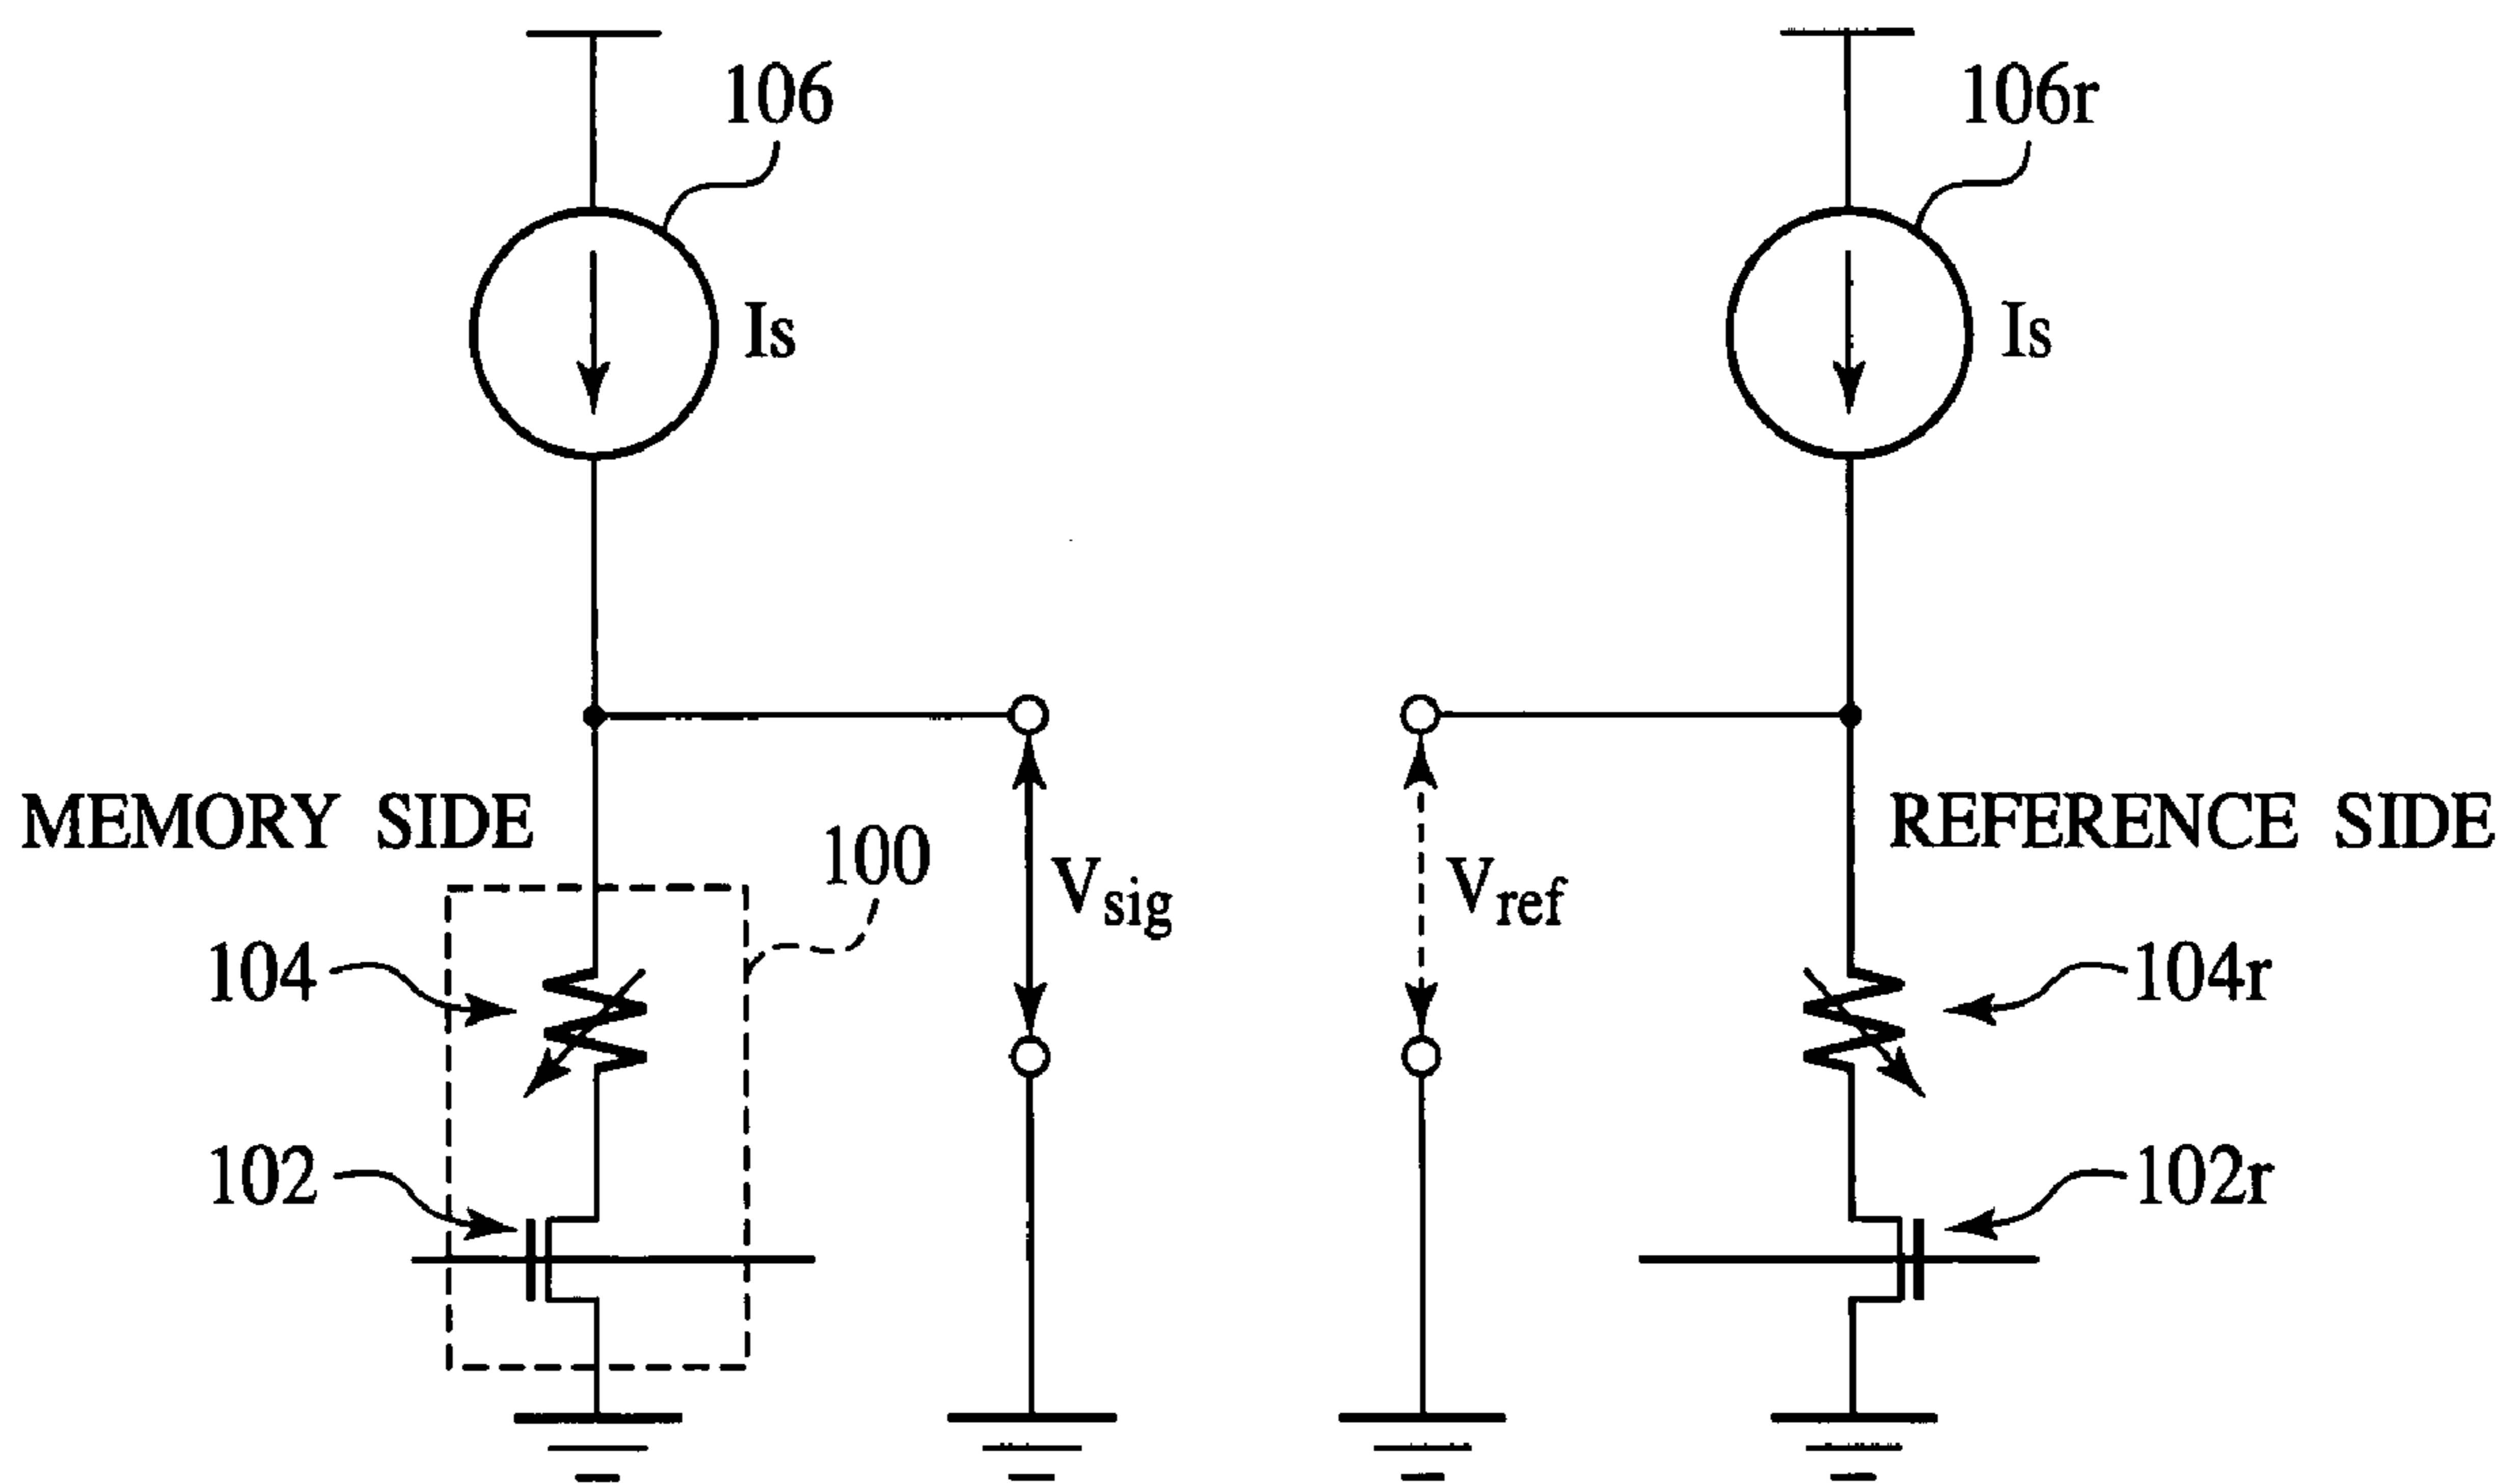 106
106r
Is
Is
MEMORY SIDE
REFERENCE SIDE
100
Vsig
Vref
104
104r
102
102r